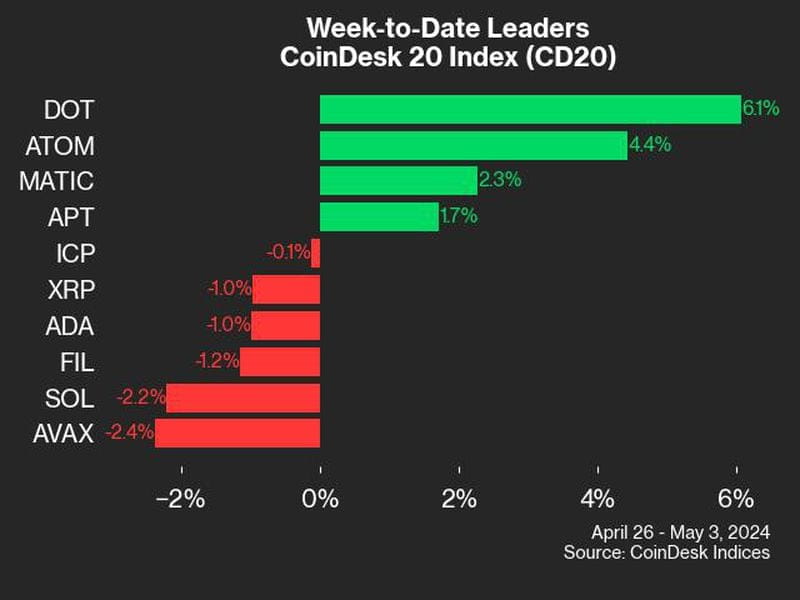 Week-to-Date Leaders
CoinDesk 20 Index (CD20)
DOT 6.1%
ATOM 4.4%
MATIC 2.3%
APT 1.7%
ICP -0.1%
XRP -1.0%
ADA -1.0%
FIL -1.2%
SOL -2.2%
AVAX -2.4%
−2% 0% 2% 4% 6%
April 26 - May 3, 2024
Source: CoinDesk Indices